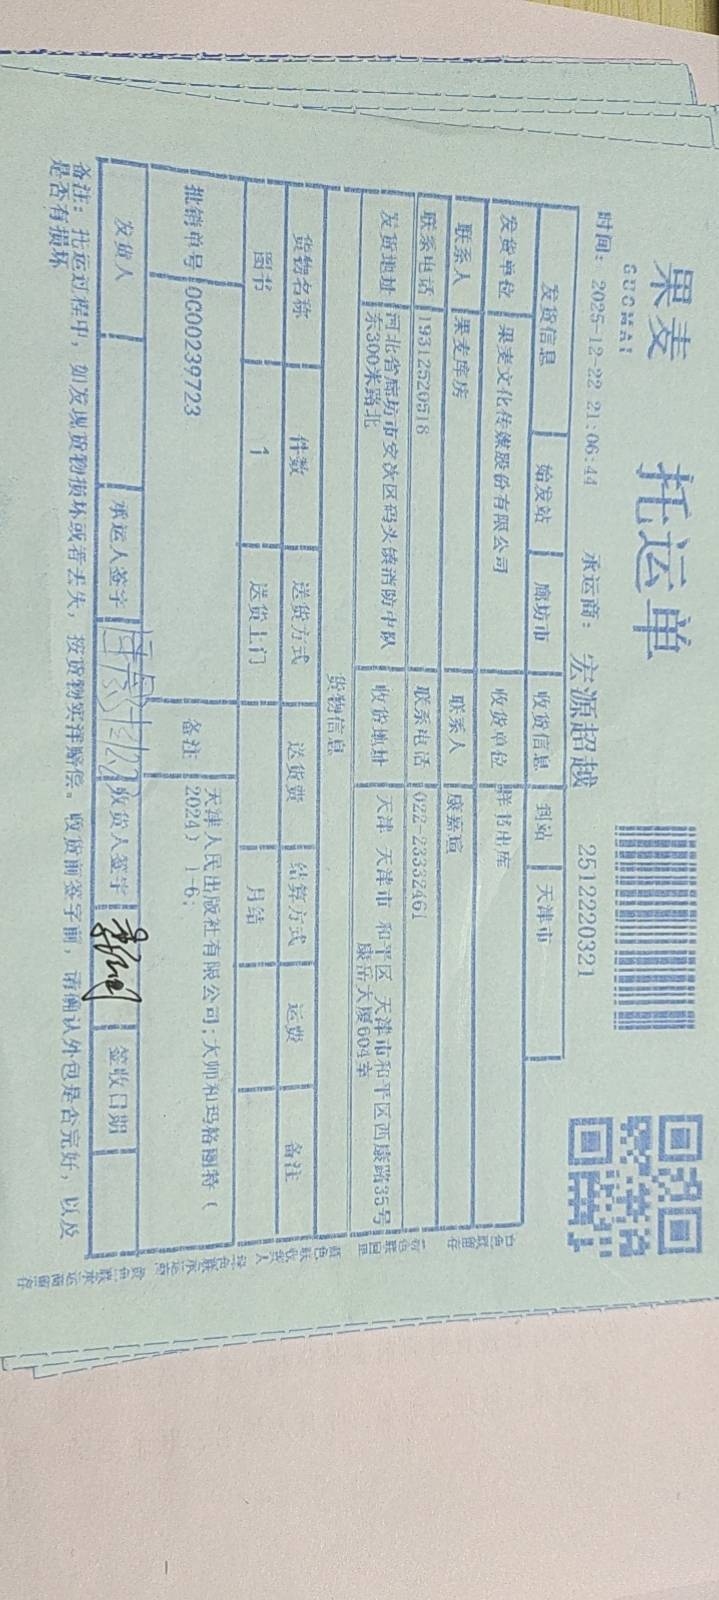 果麦
GUOMAI
托运单
时间: 2025-12-22 21:06:44 承运商: 宏源超越 2512220321
发货信息 始发站 廊坊市 收货信息 到站 天津市
发货单位 果麦文化传媒股份有限公司 收货单位 样书出库
联系人 果麦库房 联系人 康嘉瑄
联系电话 19312520518 联系电话 022-23332461
发货地址 河北省廊坊市安次区码头镇消防中队
东300米路北
收货地址 天津 天津市 和平区 天津市和平区西康路35号
康岳大厦604室
货物信息
货物名称 件数 送货方式 送货费 结算方式 运费 备注
图书 1 送货上门 月结
批销单号 0C00239723 备注 天津人民出版社有限公司;大师和玛格丽特(
2024) 1-6;
发货人 承运人签字 收货人签字 签收日期
备注: 托运过程中, 如发现货物损坏或者丢失, 按货物实洋赔偿。收货前签字前, 请确认外包是否完好, 以及
是否有损坏